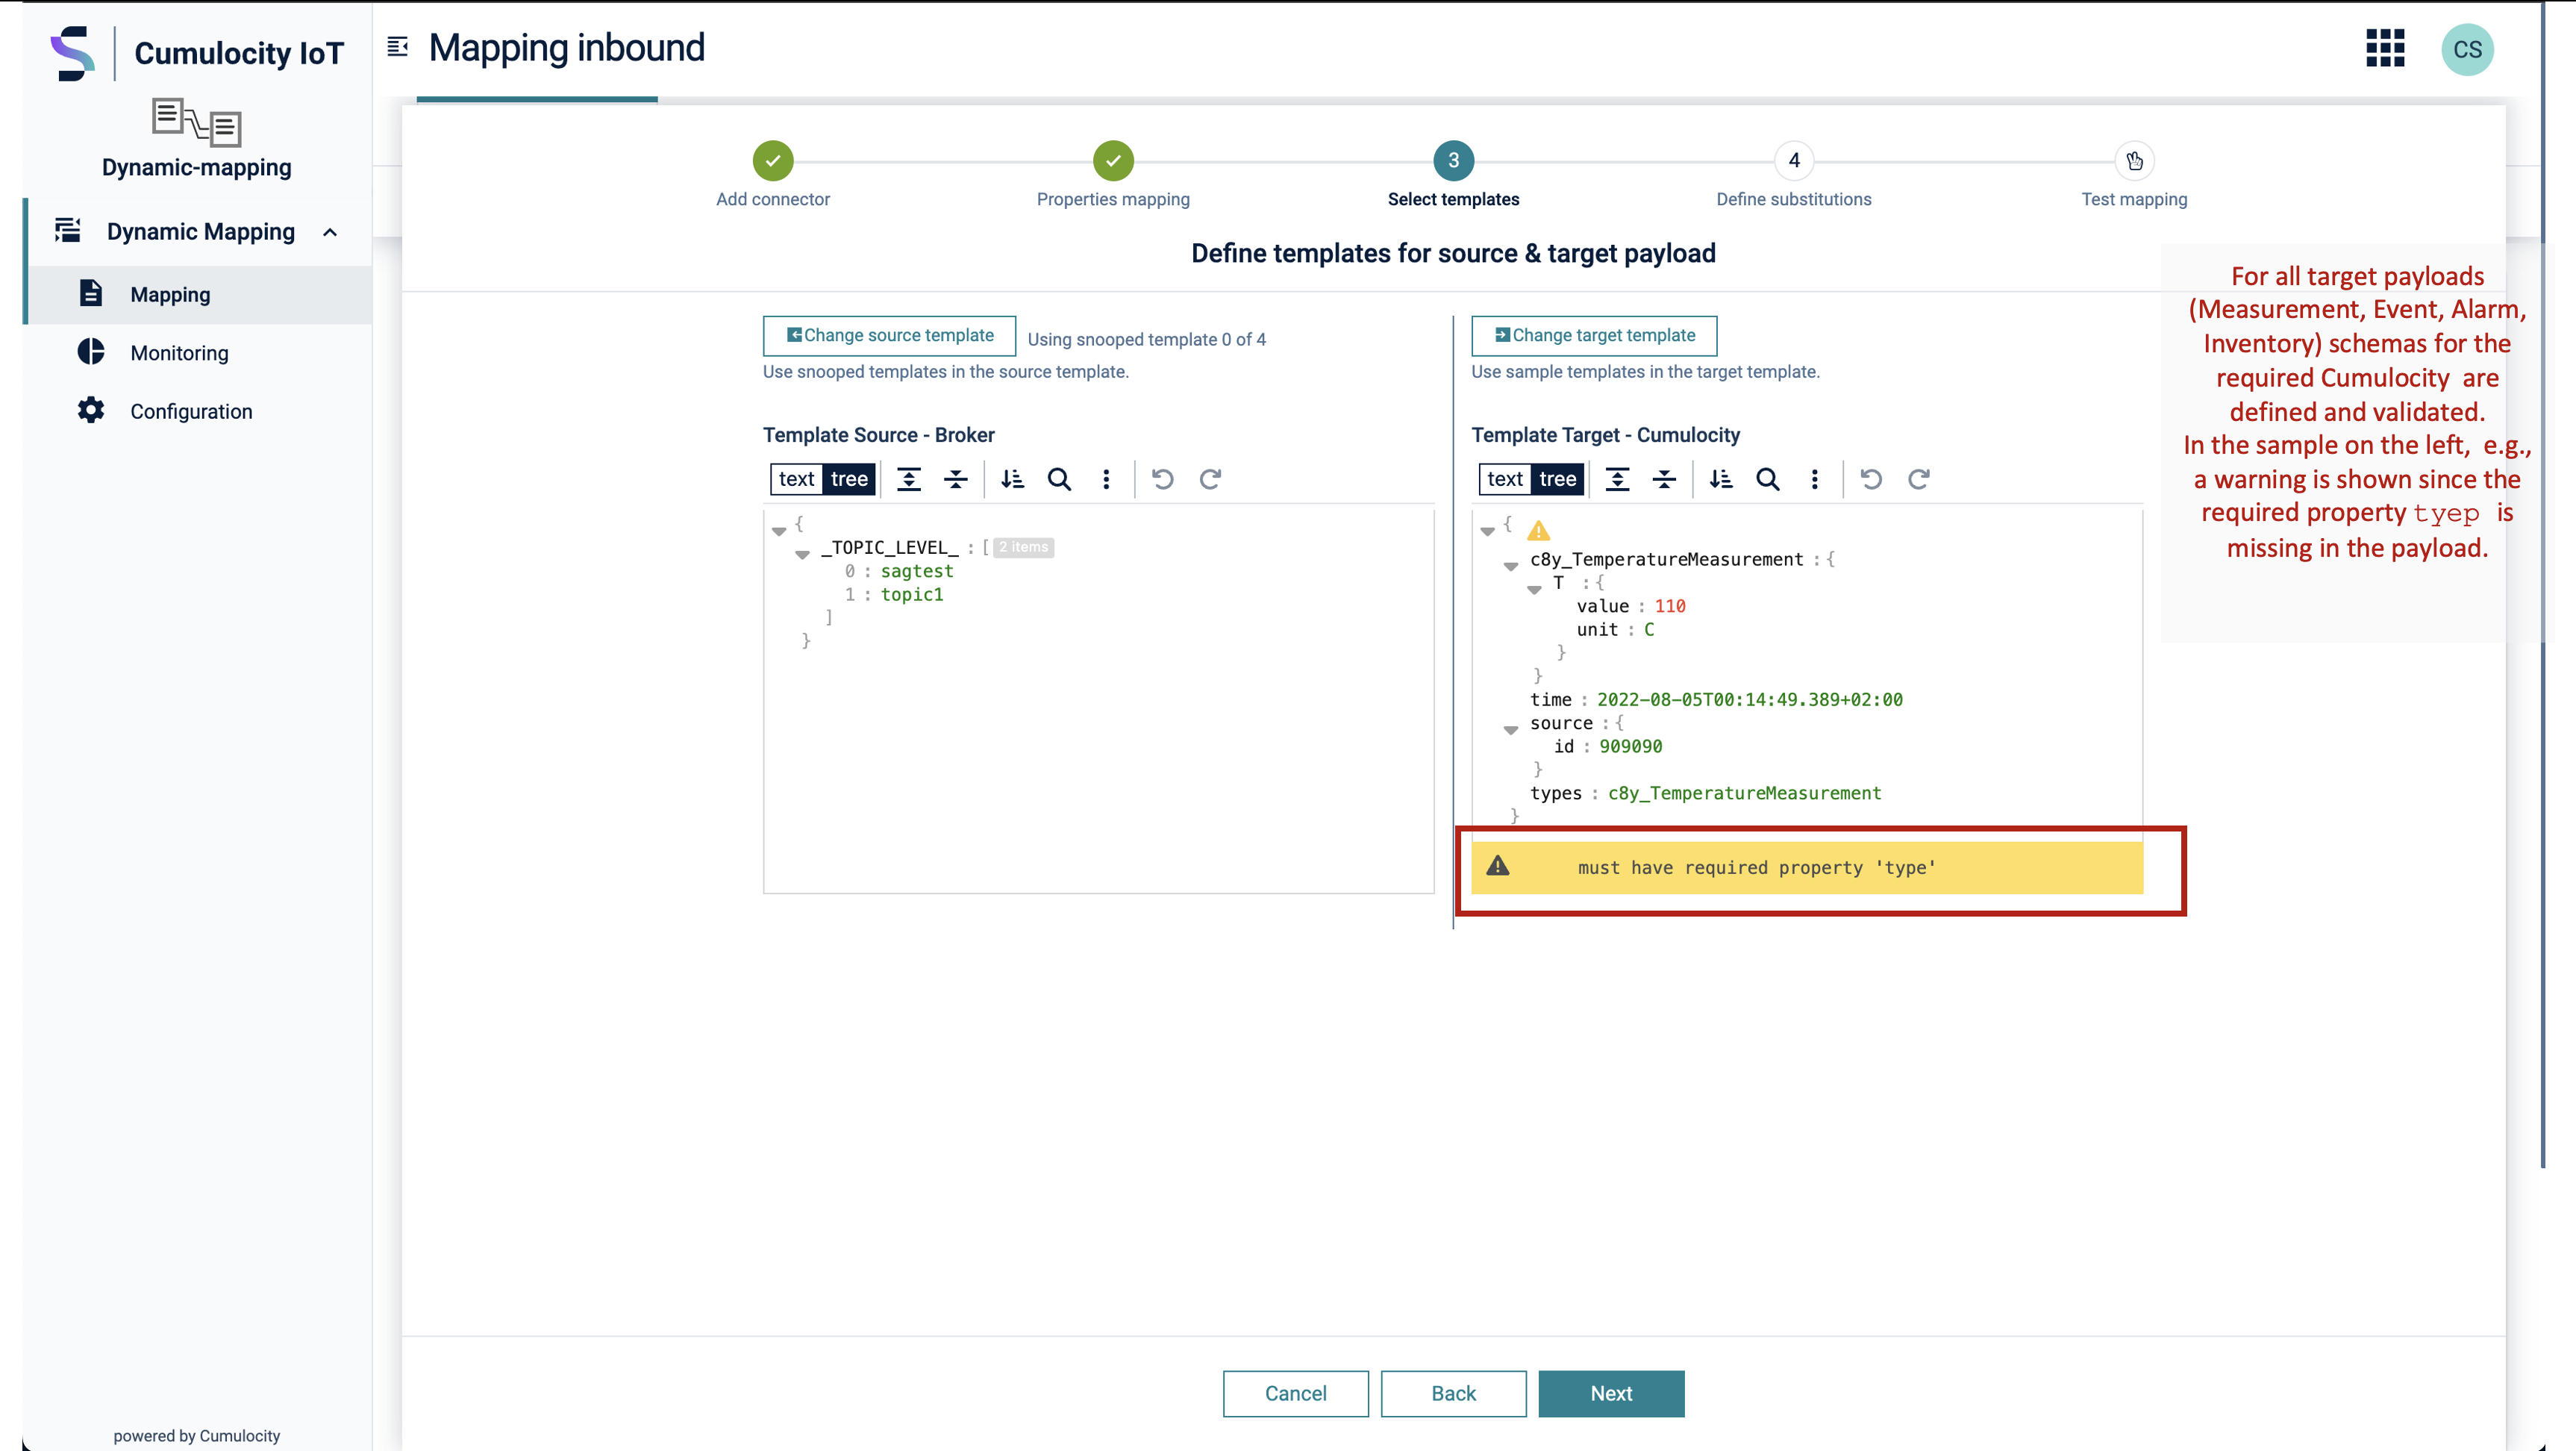 Cumulocity IoT
Mapping inbound
CS
Dynamic-mapping
Dynamic Mapping
Mapping
Monitoring
Configuration
powered by Cumulocity
3
4
Add connector
Properties mapping
Select templates
Define substitutions
Test mapping
Define templates for source & target payload
Change source template
Using snooped template 0 of 4
Use snooped templates in the source template.
Template Source - Broker
text tree
{
_TOPIC_LEVEL_ : [ 2 items
0 : sagtest
1 : topic1
]
}
Change target template
Use sample templates in the target template.
Template Target - Cumulocity
text tree
{
c8y_TemperatureMeasurement : {
T : {
value : 110
unit : C
}
}
time : 2022-08-05T00:14:49.389+02:00
source : {
id : 909090
}
types : c8y_TemperatureMeasurement
}
must have required property 'type'
For all target payloads
(Measurement, Event, Alarm,
Inventory) schemas for the
required Cumulocity are
defined and validated.
In the sample on the left, e.g.,
a warning is shown since the
required property tyep is
missing in the payload.
Cancel
Back
Next